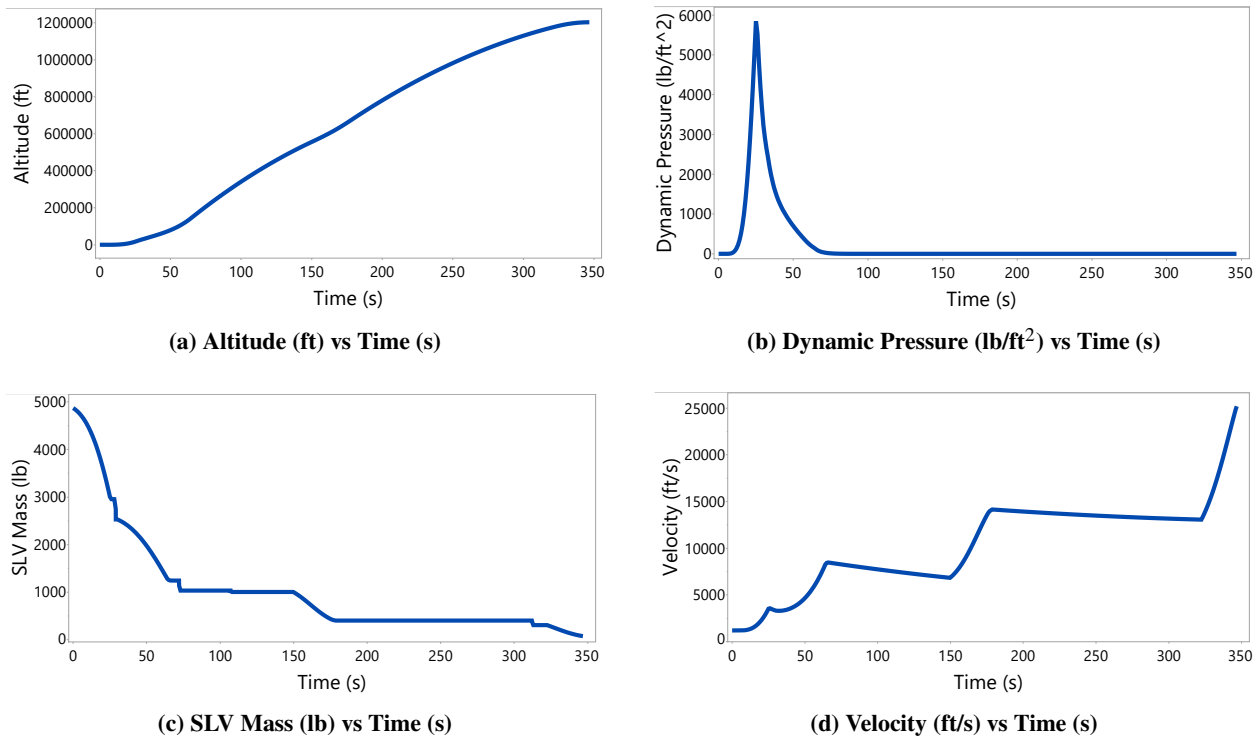 1200000
1000000
800000
600000
400000
200000
0
Altitude (ft)
0 50 100 150 200 250 300 350
Time (s)
(a) Altitude (ft) vs Time (s)
6000
5000
4000
3000
2000
1000
0
Dynamic Pressure (lb/ft^2)
0 50 100 150 200 250 300 350
Time (s)
(b) Dynamic Pressure (lb/ft²) vs Time (s)
5000
4000
3000
2000
1000
0
SLV Mass (lb)
0 50 100 150 200 250 300 350
Time (s)
(c) SLV Mass (lb) vs Time (s)
25000
20000
15000
10000
5000
0
Velocity (ft/s)
0 50 100 150 200 250 300 350
Time (s)
(d) Velocity (ft/s) vs Time (s)